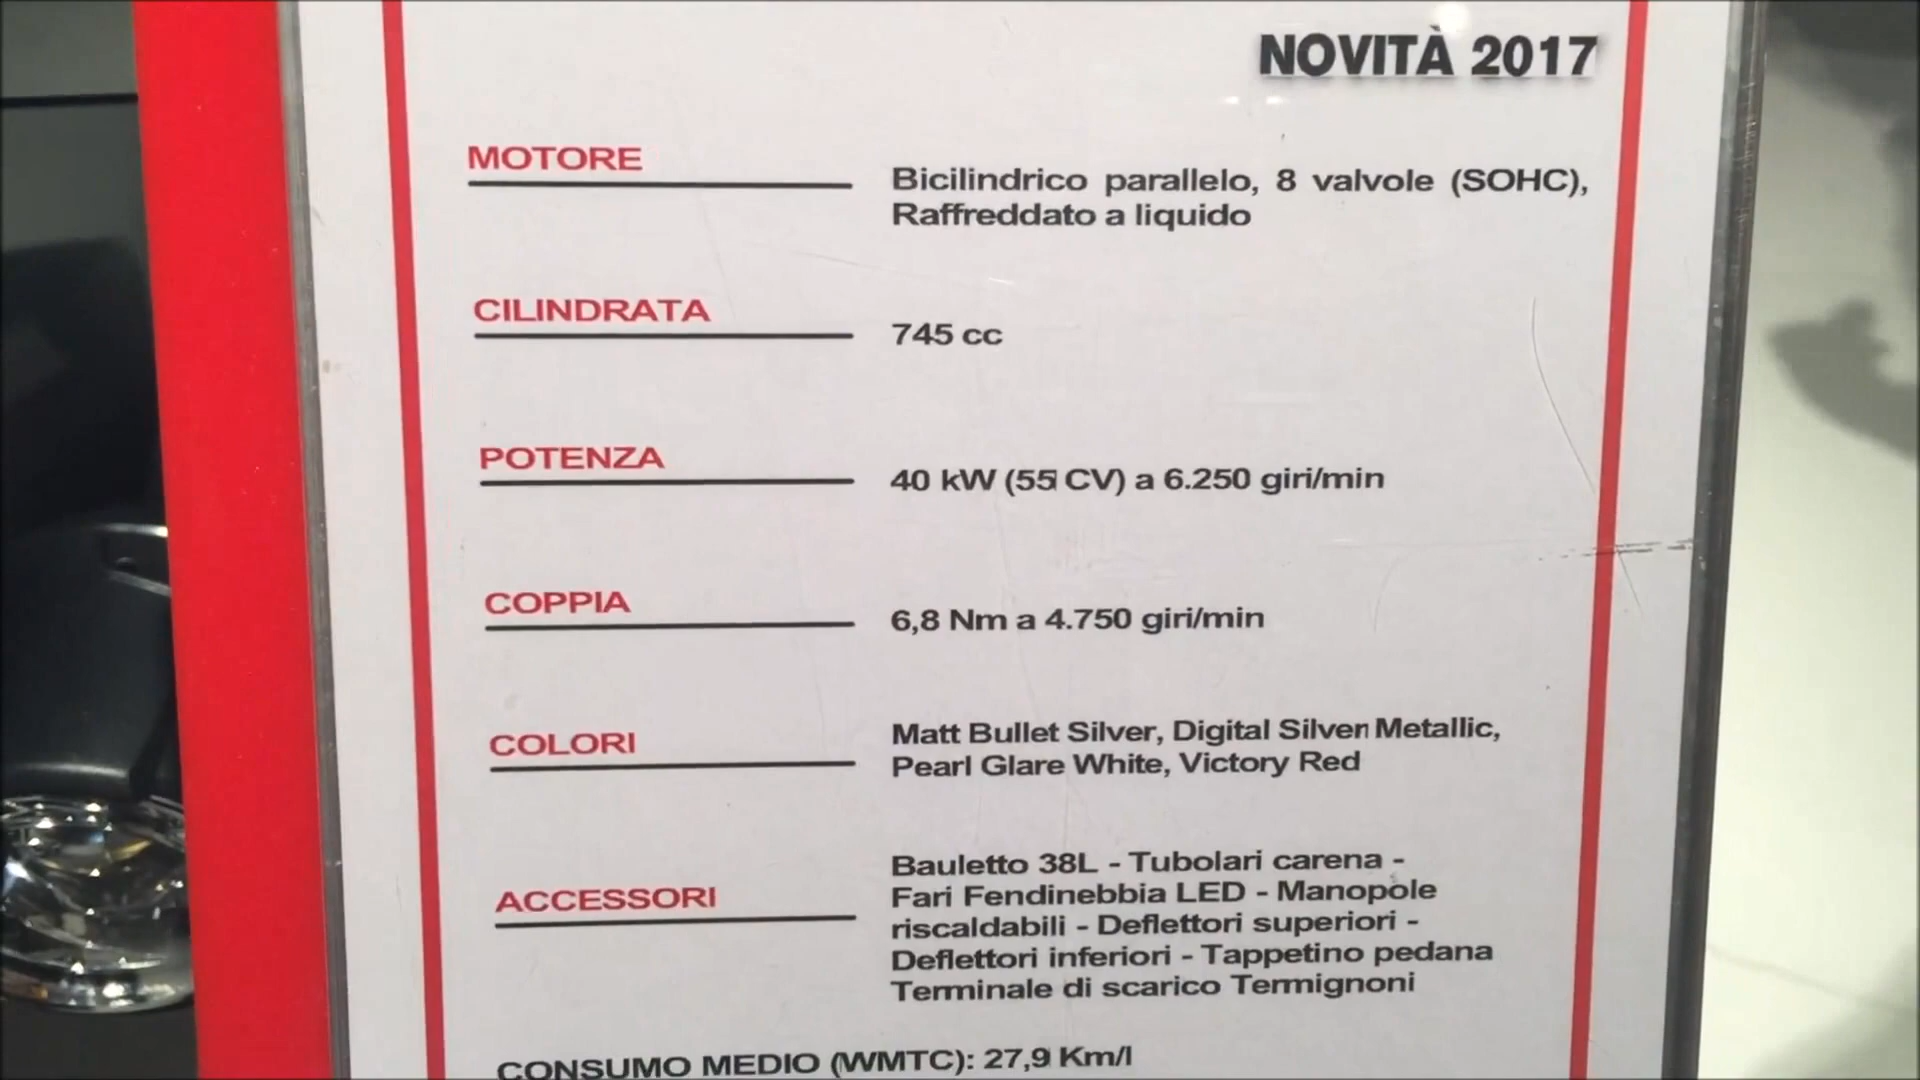 NOVITÀ 2017
MOTORE
Bicilindrico parallelo, 8 valvole (SOHC),
Raffreddato a liquido
CILINDRATA
745 cc
POTENZA
40 kW (55 CV) a 6.250 giri/min
COPPIA
6,8 Nm a 4.750 giri/min
COLORI
Matt Bullet Silver, Digital Silver Metallic,
Pearl Glare White, Victory Red
ACCESSORI
Bauletto 38L - Tubolari carena -
Fari Fendinebbia LED - Manopole
riscaldabili - Deflettori superiori -
Deflettori inferiori - Tappetino pedana
Terminale di scarico Termignoni
CONSUMO MEDIO (WMTC): 27,9 Km/l